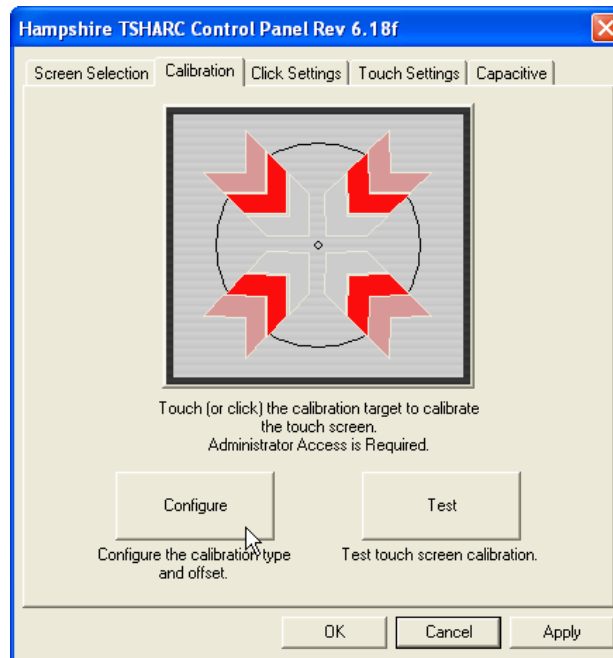 Hampshire TSHARC Control Panel Rev 6.18f
Screen Selection Calibration Click Settings Touch Settings Capacitive
Touch (or click) the calibration target to calibrate
the touch screen.
Administrator Access is Required.
Configure Test
Configure the calibration type Test touch screen calibration.
and offset.
OK Cancel Apply